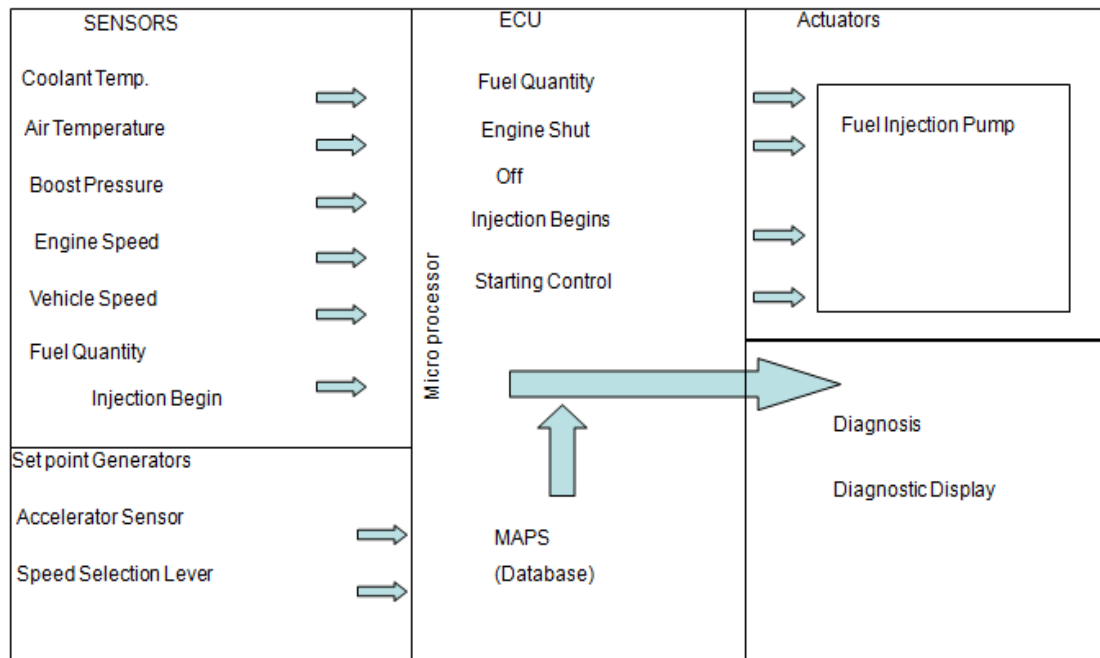 SENSORS
Coolant Temp.
Air Temperature
Boost Pressure
Engine Speed
Vehicle Speed
Fuel Quantity
Injection Begin
Set point Generators
Accelerator Sensor
Speed Selection Lever
ECU
Micro processor
Fuel Quantity
Engine Shut
Off
Injection Begins
Starting Control
MAPS
(Database)
Actuators
Fuel Injection Pump
Diagnosis
Diagnostic Display